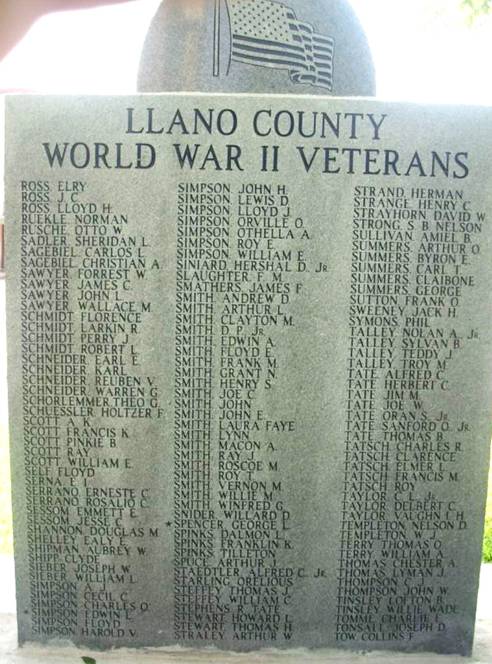 LLANO COUNTY
WORLD WAR II VETERANS
ROSS, ELRY
ROSS, J. C.
ROSS, LLOYD H.
RUEKLE, NORMAN
RUSCHE, OTTO W.
SADLER, SHERIDAN L.
SAGEBIEL, CARLOS L.
SAGEBIEL, CHRISTIAN A.
SAWYER, FORREST W.
SAWYER, JAMES C.
SAWYER, JOHN L.
SAWYER, WALLACE M.
SCHMIDT, FLORENCE
SCHMIDT, LARKIN R.
SCHMIDT, PERRY J.
SCHMIDT, ROBERT L.
SCHNEIDER, EARL E.
SCHNEIDER, KARL
SCHNEIDER, REUBEN V.
SCHNEIDER, WARREN G.
SCHORLEMMER, THEO G.
SCHUESSLER, HOLTZER F.
SCOTT, A. K.
SCOTT, FRANCIS K.
SCOTT, PINKIE B.
SCOTT, RAY
SCOTT, WILLIAM E.
SELF, FLOYD
SERNA, E. L.
SERRANO, ERNESTE C.
SERRANO, ROSALIO C.
SESSOM, EMMETT E.
SESSOM, JESSE C.
SHANNON, DOUGLAS M.
SHELLEY, EALY V.
SHIPMAN, AUBREY W.
SHIPP, CLYDE
SIEBER, JOSEPH W.
SIEBER, WILLIAM L.
SIMPSON, A.
SIMPSON, CECIL C.
SIMPSON, CHARLES O.
* SIMPSON, EDWIN L.
SIMPSON, FLOYD
SIMPSON, HAROLD V.
SIMPSON, JOHN H.
SIMPSON, LEWIS D.
SIMPSON, LLOYD J.
SIMPSON, ORVILLE O.
SIMPSON, OTHELLA A.
SIMPSON, ROY E.
SIMPSON, WILLIAM E.
SINIARD, HERSHAL D., JR.
SLAUGHTER, F. M.
SMATHERS, JAMES F.
SMITH, ANDREW D.
SMITH, ARTHUR L.
SMITH, CLAYTON M.
SMITH, D. P., JR.
SMITH, EDWIN A.
SMITH, FLOYD E.
SMITH, FRANK M.
SMITH, GRANT N.
SMITH, HENRY S.
SMITH, JOE C.
SMITH, JOHN
SMITH, JOHN E.
SMITH, LAURA FAYE
SMITH, LYNN
SMITH, MACON A.
SMITH, RAY L.
SMITH, ROSCOE M.
SMITH, ROY T.
SMITH, VERNON M.
SMITH, WILLIE M.
SMITH, WINFRED G.
SNIDER, WILLARD D.
* SPENCER, GEORGE L.
SPINKS, DALMON L.
SPINKS, FRANKLIN K.
SPINKS, TILLETON
SPUCE, ARTHUR J.
STAEDTLER, ALFRED C., JR.
STARLING, ORELIOUS
STEFFEY, THOMAS J.
STEFFEY, WILLIAM C.
STEPHENS, R. TATE
STEWART, HOWARD L.
STEWART, THOMAS H.
STRALEY, ARTHUR W.
STRAND, HERMAN
STRANGE, HENRY C.
STRAYHORN, DAVID W.
STRONG, S. B. NELSON
SULLIVAN, AMIEL B.
SUMMERS, ARTHUR O.
SUMMERS, BYRON E.
SUMMERS, CARL T.
SUMMERS, CLAIBONE
SUMMERS, GEORGE
SUTTON, FRANK O.
SWEENEY, JACK H.
SYMONS, PHIL
TALLEY, NOLAN A., JR.
TALLEY, SYLVAN B.
TALLEY, TEDDY J.
TALLEY, TROY M.
TATE, ALFRED C.
TATE, HERBERT C.
TATE, JIM M.
TATE, JOE W.
TATE, ORAN S., JR.
TATE, SANFORD O., JR.
TATE, THOMAS B.
TATSCH, CHARLES R.
TATSCH, CLARENCE
TATSCH, ELMER L.
TATSCH, FRANCIS M.
TATSCH, ROY
TAYLOR, C. L., JR.
TAYLOR, DELBERT C.
TAYLOR, VAUGHN I. H.
TEMPLETON, NELSON D.
TEMPLETON, W. J.
TERRY, THOMAS O.
TERRY, WILLIAM A.
THOMAS, CHESTER A.
THOMAS, LYMAN J.
THOMPSON, A.
THOMPSON, JOHN W.
TINSLEY, LOFTON R.
TINSLEY, WILLIE WADE
TOMME, CHARLIE L.
TONSALL, JOSEPH D.
TOW, COLLINS F.